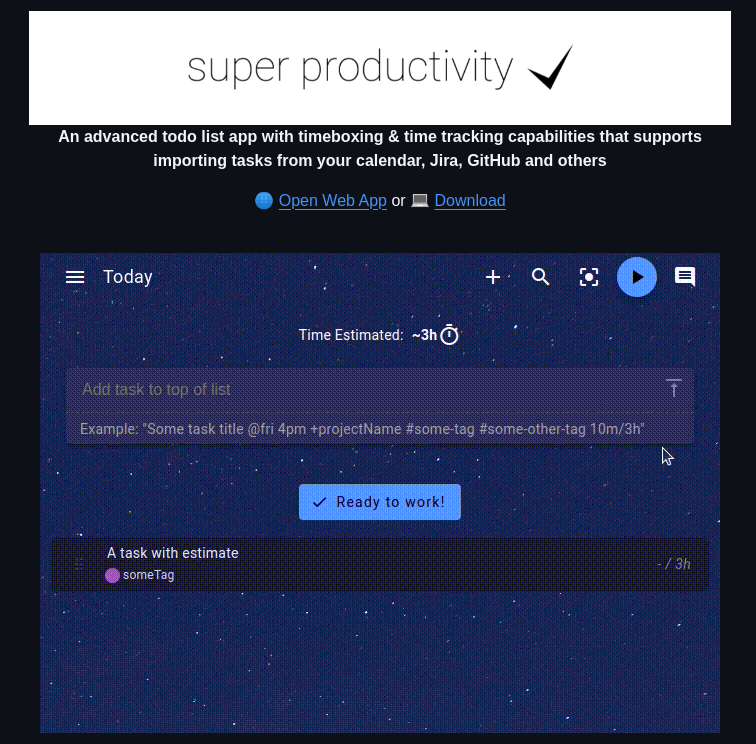 super productivity
An advanced todo list app with timeboxing & time tracking capabilities that supports
importing tasks from your calendar, Jira, GitHub and others
Open Web App or Download
Today
Time Estimated: ~3h
Add task to top of list
Example: "Some task title @fri 4pm +projectName #some-tag #some-other-tag 10m/3h"
Ready to work!
A task with estimate
- / 3h
someTag